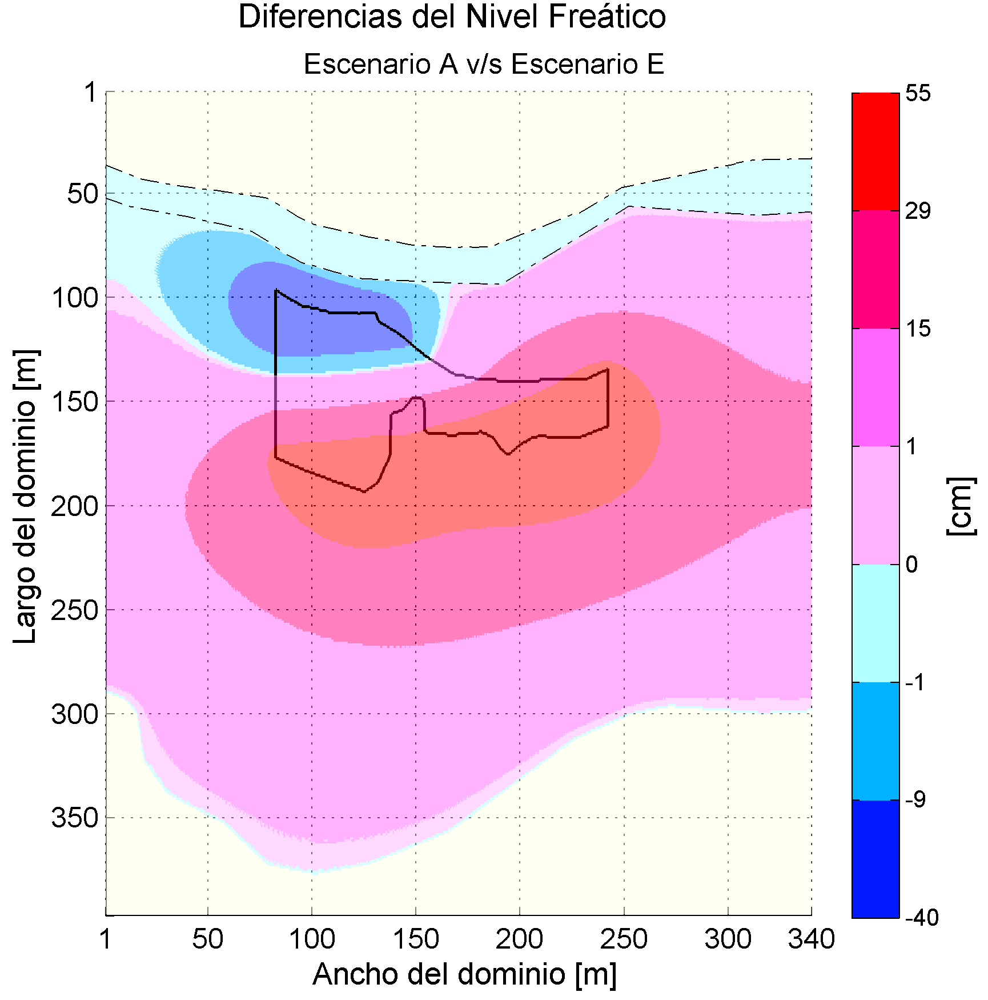 Diferencias del Nivel Freático
Escenario A v/s Escenario E
1
50
100
150
200
250
300
350
Largo del dominio [m]
1 50 100 150 200 250 300 340
Ancho del dominio [m]
55
29
15
1
0
-1
-9
-40
[cm]